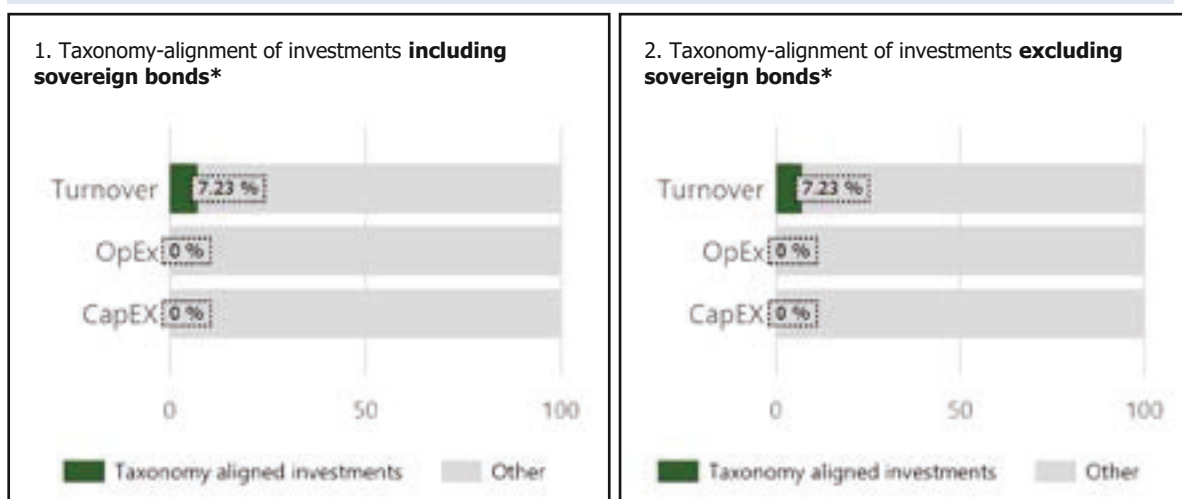 1. Taxonomy-alignment of investments including
sovereign bonds*
Turnover
7.23 %
OpEx
0 %
CapEX
0 %
0
50
100
Taxonomy aligned investments
Other
2. Taxonomy-alignment of investments excluding
sovereign bonds*
Turnover
7.23 %
OpEx
0 %
CapEX
0 %
0
50
100
Taxonomy aligned investments
Other